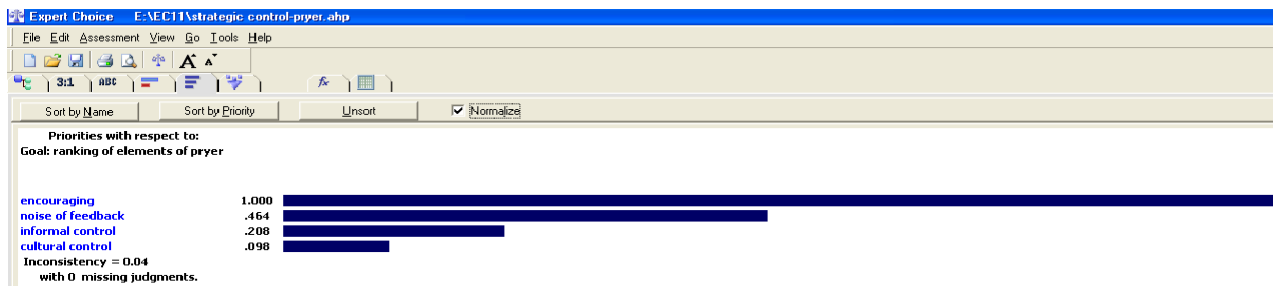 Expert Choice E:\EC11\strategic control-pryer.ahp
File Edit Assessment View Go Tools Help
A A
3:1 ABC fx
Sort by Name Sort by Priority Unsort Normalize
Priorities with respect to:
Goal: ranking of elements of pryer
encouraging 1.000
noise of feedback .464
informal control .208
cultural control .098
Inconsistency = 0.04
with 0 missing judgments.